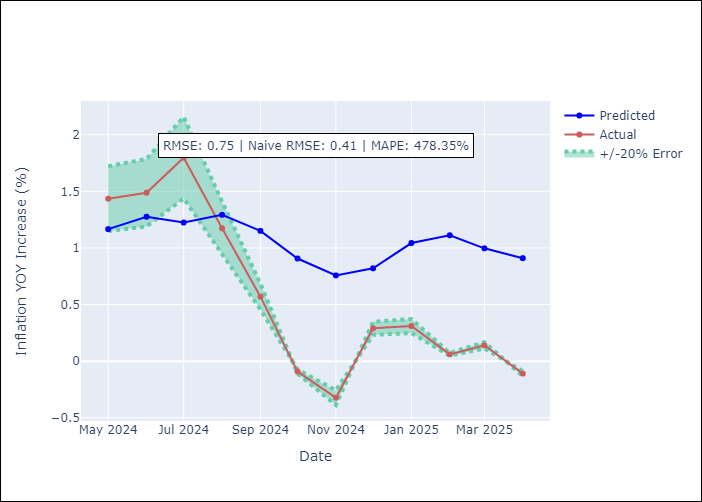 RMSE: 0.75 | Naive RMSE: 0.41 | MAPE: 478.35%
Predicted
Actual
+/-20% Error
Inflation YOY Increase (%)
2
1.5
1
0.5
0
−0.5
May 2024
Jul 2024
Sep 2024
Nov 2024
Jan 2025
Mar 2025
Date